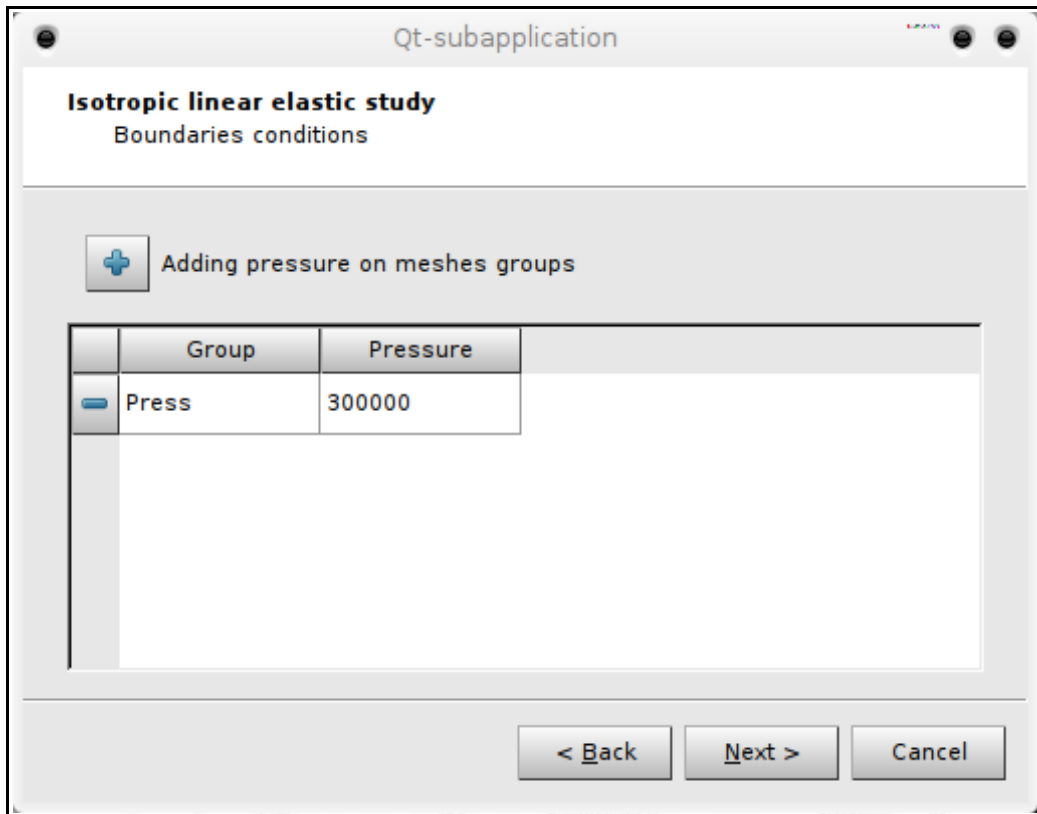 Qt-subapplication
Isotropic linear elastic study
Boundaries conditions
Adding pressure on meshes groups
Group Pressure
Press 300000
< Back Next > Cancel